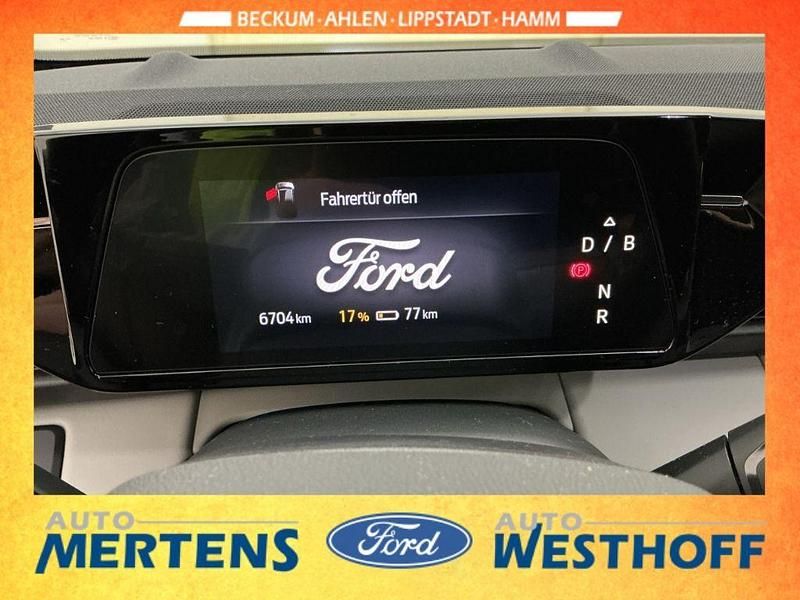 BECKUM · AHLEN · LIPPSTADT · HAMM
Fahrertür offen
Ford
6704 km 17 % 77 km
D / B
P
N
R
AUTO
MERTENS
Ford
AUTO
WESTHOFF